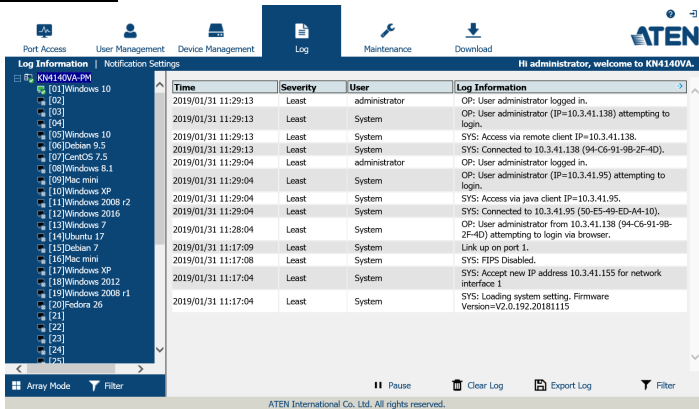 ATEN
Port Access User Management Device Management Log Maintenance Download
Log Information | Notification Settings Hi administrator, welcome to KN4140VA.
KN4140VA-PM
[01]Windows 10
[02]
[03]
[04]
[05]Windows 10
[06]Debian 9.5
[07]CentOS 7.5
[08]Windows 8.1
[09]Mac mini
[10]Windows XP
[11]Windows 2008 r2
[12]Windows 2016
[13]Windows 7
[14]Ubuntu 17
[15]Debian 7
[16]Mac mini
[17]Windows XP
[18]Windows 2012
[19]Windows 2008 r1
[20]Fedora 26
[21]
[22]
[23]
[24]
[25]
Time Severity User Log Information
2019/01/31 11:29:13 Least administrator OP: User administrator logged in.
2019/01/31 11:29:13 Least System OP: User administrator (IP=10.3.41.138) attempting to
login.
2019/01/31 11:29:13 Least System SYS: Access via remote client IP=10.3.41.138.
2019/01/31 11:29:13 Least System SYS: Connected to 10.3.41.138 (94-C6-91-9B-2F-4D).
2019/01/31 11:29:04 Least administrator OP: User administrator logged in.
2019/01/31 11:29:04 Least System OP: User administrator (IP=10.3.41.95) attempting to
login.
2019/01/31 11:29:04 Least System SYS: Access via java client IP=10.3.41.95.
2019/01/31 11:29:04 Least System SYS: Connected to 10.3.41.95 (50-E5-49-ED-A4-10).
2019/01/31 11:28:04 Least System OP: User administrator from 10.3.41.138 (94-C6-91-9B-
2F-4D) attempting to login via browser.
2019/01/31 11:17:09 Least System Link up on port 1.
2019/01/31 11:17:08 Least System SYS: FIPS Disabled.
2019/01/31 11:17:04 Least System SYS: Accept new IP address 10.3.41.155 for network
interface 1
2019/01/31 11:17:04 Least System SYS: Loading system setting. Firmware
Version=V2.0.192.20181115
Array Mode Filter Pause Clear Log Export Log Filter
ATEN International Co. Ltd. All rights reserved.